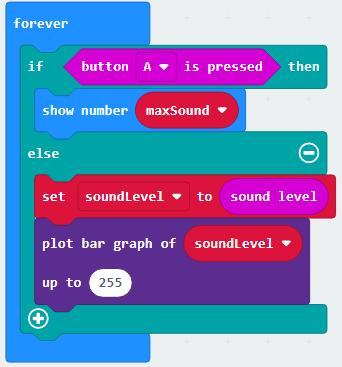 forever
if button A is pressed then
show number maxSound
else
set soundLevel to sound level
plot bar graph of soundLevel
up to 255